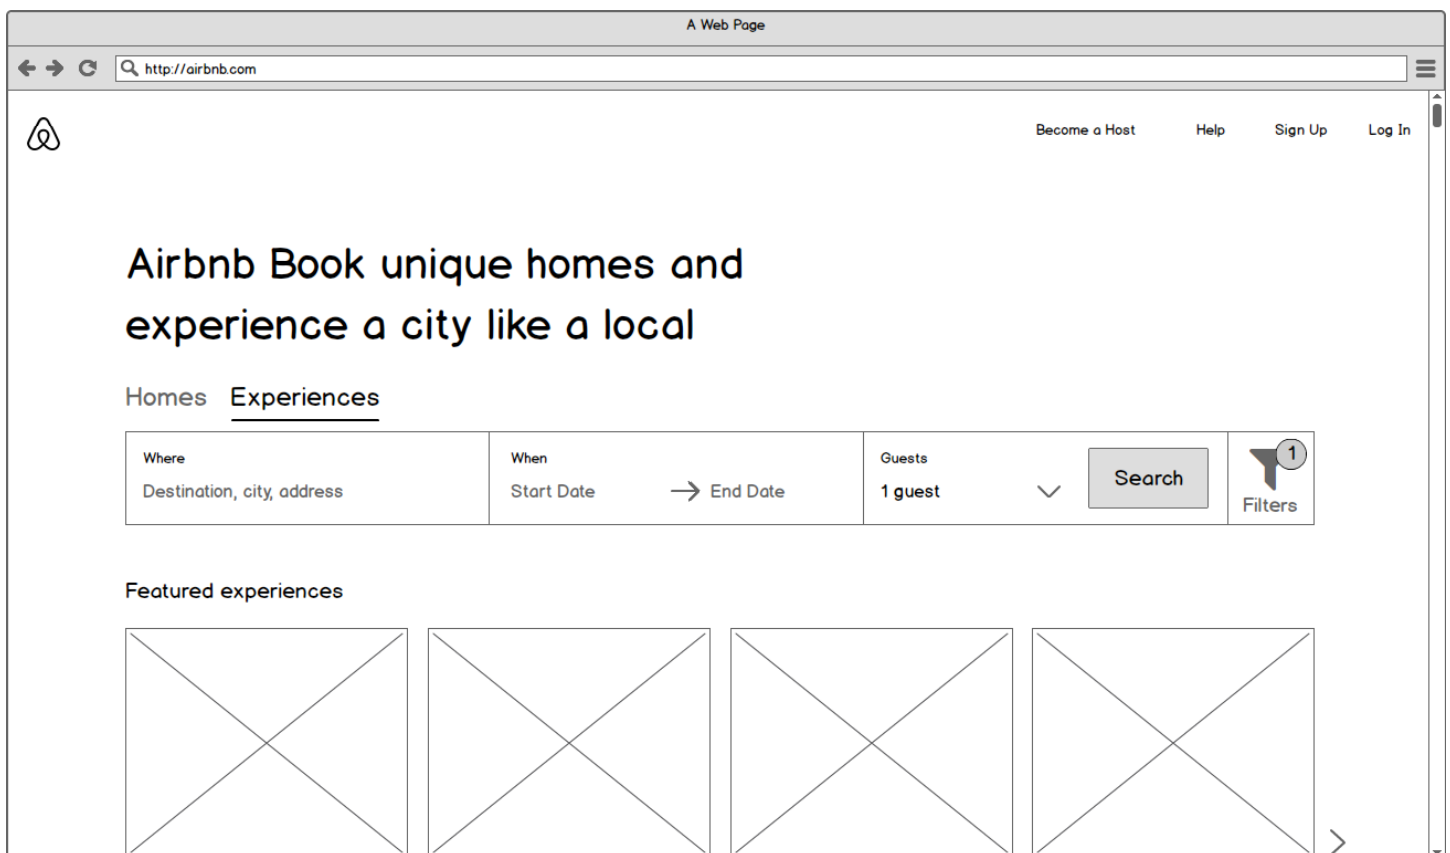 A Web Page
http://airbnb.com
Become a Host Help Sign Up Log In
Airbnb Book unique homes and
experience a city like a local
Homes Experiences
Where
Destination, city, address
When
Start Date End Date
Guests
1 guest
Search
1
Filters
Featured experiences